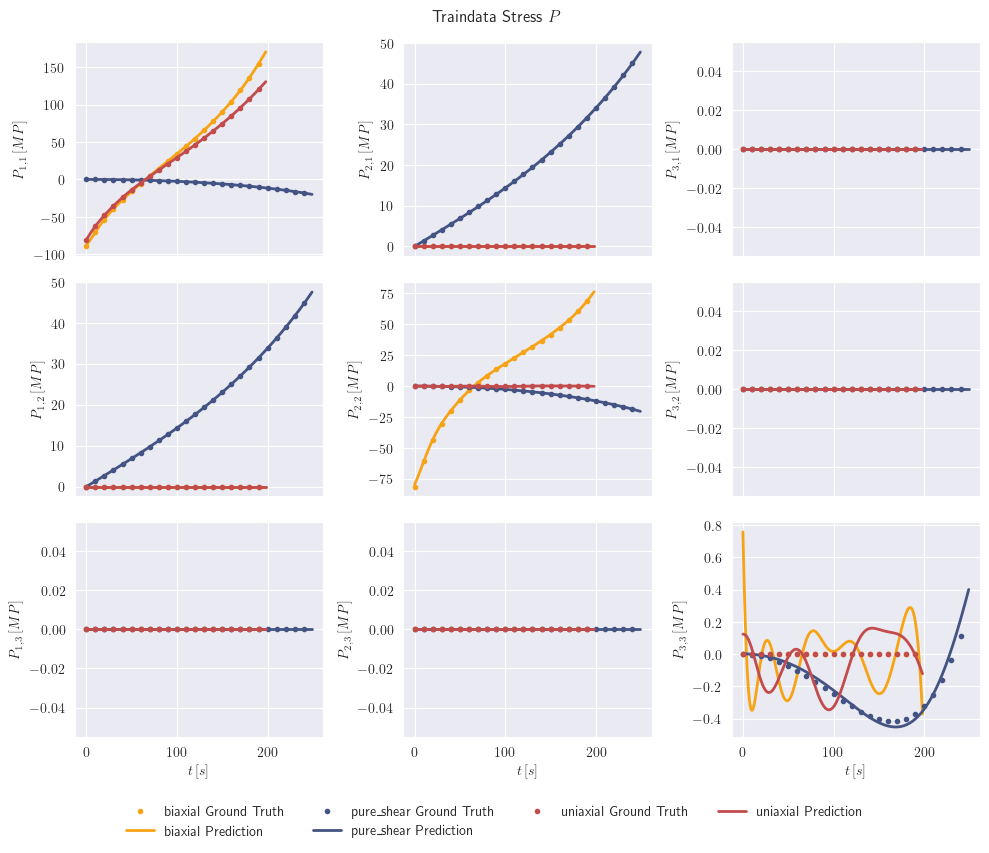 Traindata Stress P
150
100
50
0
−50
−100
P1,1 [MP]
50
40
30
20
10
0
P2,1 [MP]
0.04
0.02
0.00
−0.02
−0.04
P3,1 [MP]
50
40
30
20
10
0
P1,2 [MP]
75
50
25
0
−25
−50
−75
P2,2 [MP]
0.04
0.02
0.00
−0.02
−0.04
P3,2 [MP]
0.04
0.02
0.00
−0.02
−0.04
P1,3 [MP]
0 200
t [s]
0.04
0.02
0.00
−0.02
−0.04
P2,3 [MP]
0 200
t [s]
0.8
0.6
0.4
0.2
0.0
−0.2
−0.4
P3,3 [MP]
0 100 200
t [s]
biaxial Ground Truth
biaxial Prediction
pure_shear Ground Truth
pure_shear Prediction
uniaxial Ground Truth
uniaxial Prediction